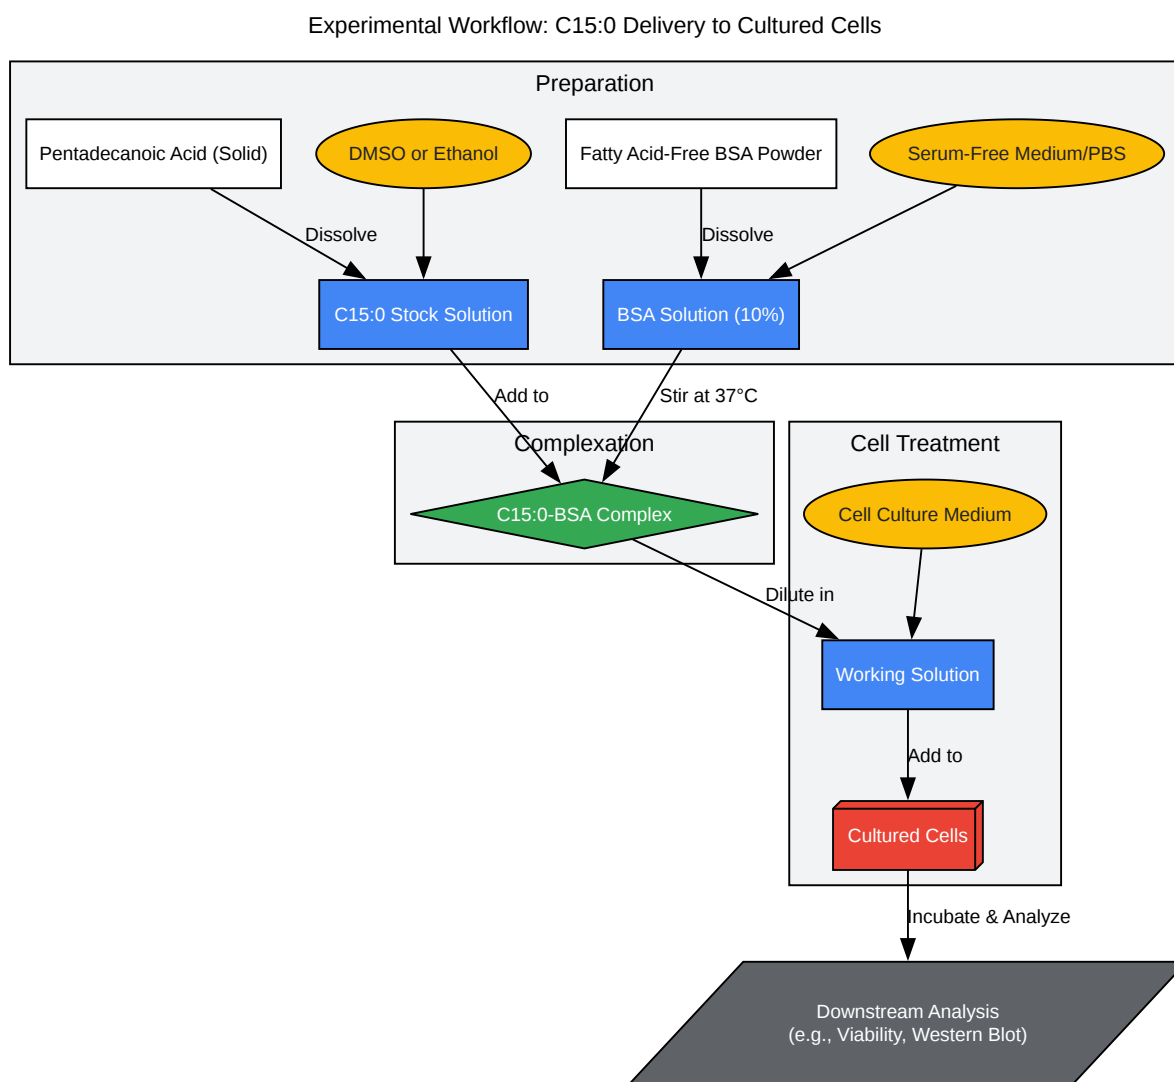 Experimental Workflow: C15:0 Delivery to Cultured Cells
Preparation
Pentadecanoic Acid (Solid)
DMSO or Ethanol
Fatty Acid-Free BSA Powder
Serum-Free Medium/PBS
Dissolve
Dissolve
C15:0 Stock Solution
BSA Solution (10%)
Add to
Stir at 37°C
Complexation
Cell Treatment
C15:0-BSA Complex
Cell Culture Medium
Dilute in
Working Solution
Add to
Cultured Cells
Incubate & Analyze
Downstream Analysis
(e.g., Viability, Western Blot)